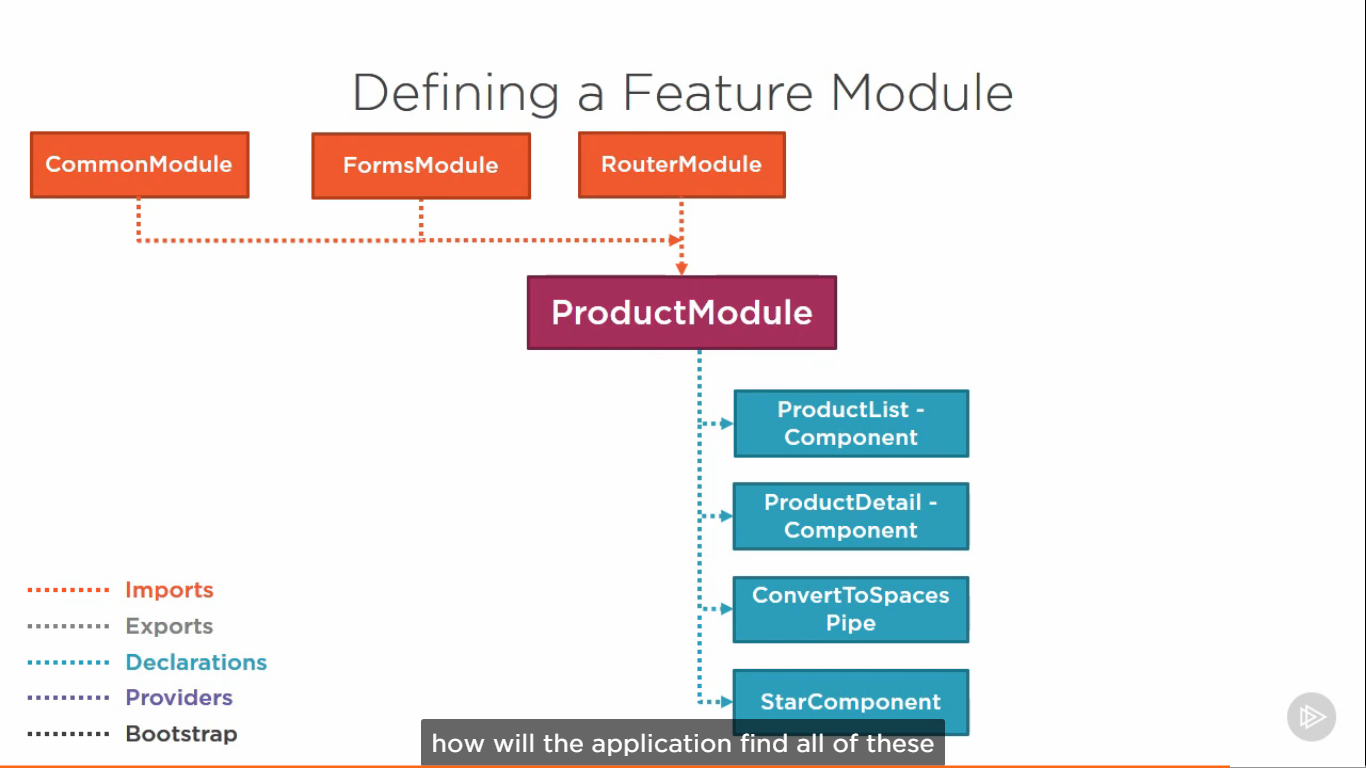 Defining a Feature Module
CommonModule
FormsModule
RouterModule
ProductModule
ProductList -
Component
ProductDetail -
Component
ConvertToSpaces
Pipe
StarComponent
Imports
Exports
Declarations
Providers
Bootstrap
how will the application find all of these